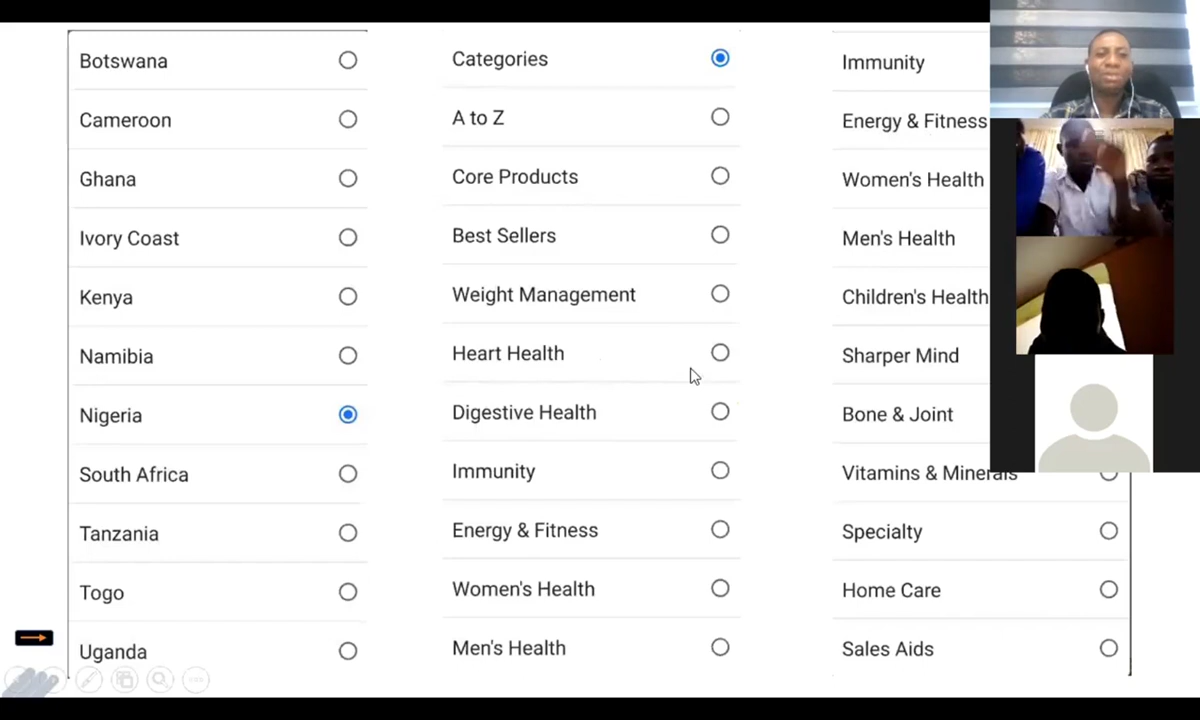 Botswana
Cameroon
Ghana
Ivory Coast
Kenya
Namibia
Nigeria
South Africa
Tanzania
Togo
Uganda
Categories
A to Z
Core Products
Best Sellers
Weight Management
Heart Health
Digestive Health
Immunity
Energy & Fitness
Women's Health
Men's Health
Immunity
Energy & Fitness
Women's Health
Men's Health
Children's Health
Sharper Mind
Bone & Joint
Vitamins & Minerals
Specialty
Home Care
Sales Aids